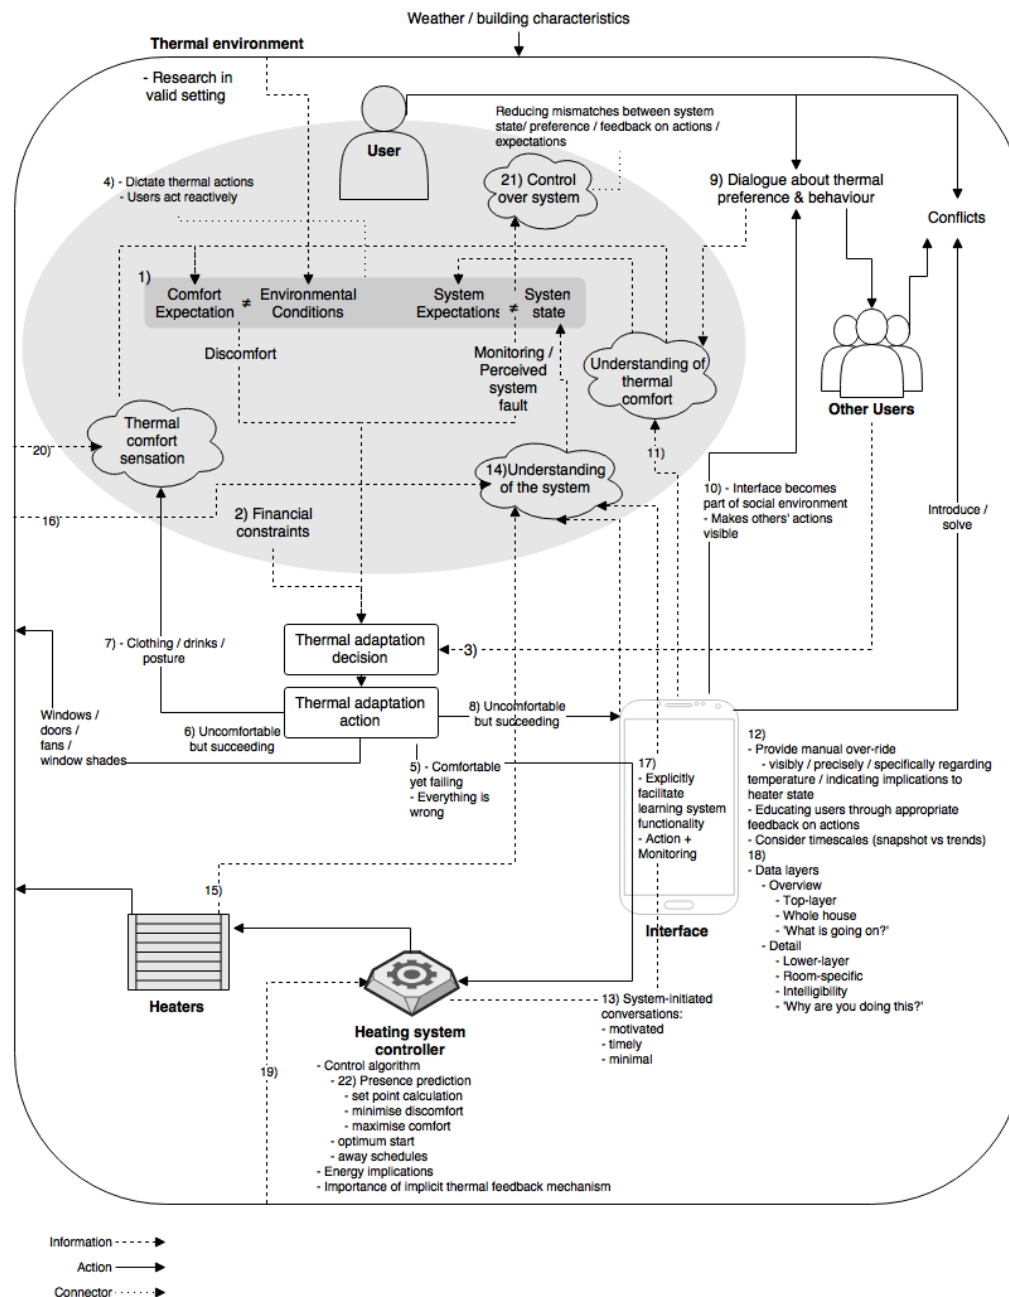 Weather / building characteristics
Thermal environment
- Research in
valid setting
User
Reducing mismatches between system
state/ preference / feedback on actions /
expectations
21) Control
over system
4) - Dictate thermal actions
- Users act reactively
9) Dialogue about thermal
preference & behaviour
Conflicts
1)
Comfort
Expectation
≠
Environmental
Conditions
System
Expectations
≠
System
state
Discomfort
Monitoring /
Perceived
system
fault
Understanding of
thermal
comfort
Other Users
Thermal
comfort
sensation
20)
11)
14)Understanding
of the system
16)
2) Financial
constraints
10) - Interface becomes
part of social environment
- Makes others' actions
visible
Introduce /
solve
7) - Clothing / drinks /
posture
Thermal adaptation
decision
3)
Thermal adaptation
action
8) Uncomfortable
but succeeding
6) Uncomfortable
but succeeding
Windows /
doors /
fans /
window shades
5) - Comfortable
yet failing
- Everything is
wrong
17)
- Explicitly
facilitate
learning system
functionality
- Action +
Monitoring
Interface
12)
- Provide manual over-ride
- visibly / precisely / specifically regarding
temperature / indicating implications to
heater state
- Educating users through appropriate
feedback on actions
- Consider timescales (snapshot vs trends)
18)
- Data layers
- Overview
- Top-layer
- Whole house
- 'What is going on?'
- Detail
- Lower-layer
- Room-specific
- Intelligibility
- 'Why are you doing this?'
15)
Heaters
13) System-initiated
conversations:
- motivated
- timely
- minimal
Heating system
controller
- Control algorithm
- 22) Presence prediction
- set point calculation
- minimise discomfort
- maximise comfort
- optimum start
- away schedules
- Energy implications
- Importance of implicit thermal feedback mechanism
19)
Information
Action
Connector